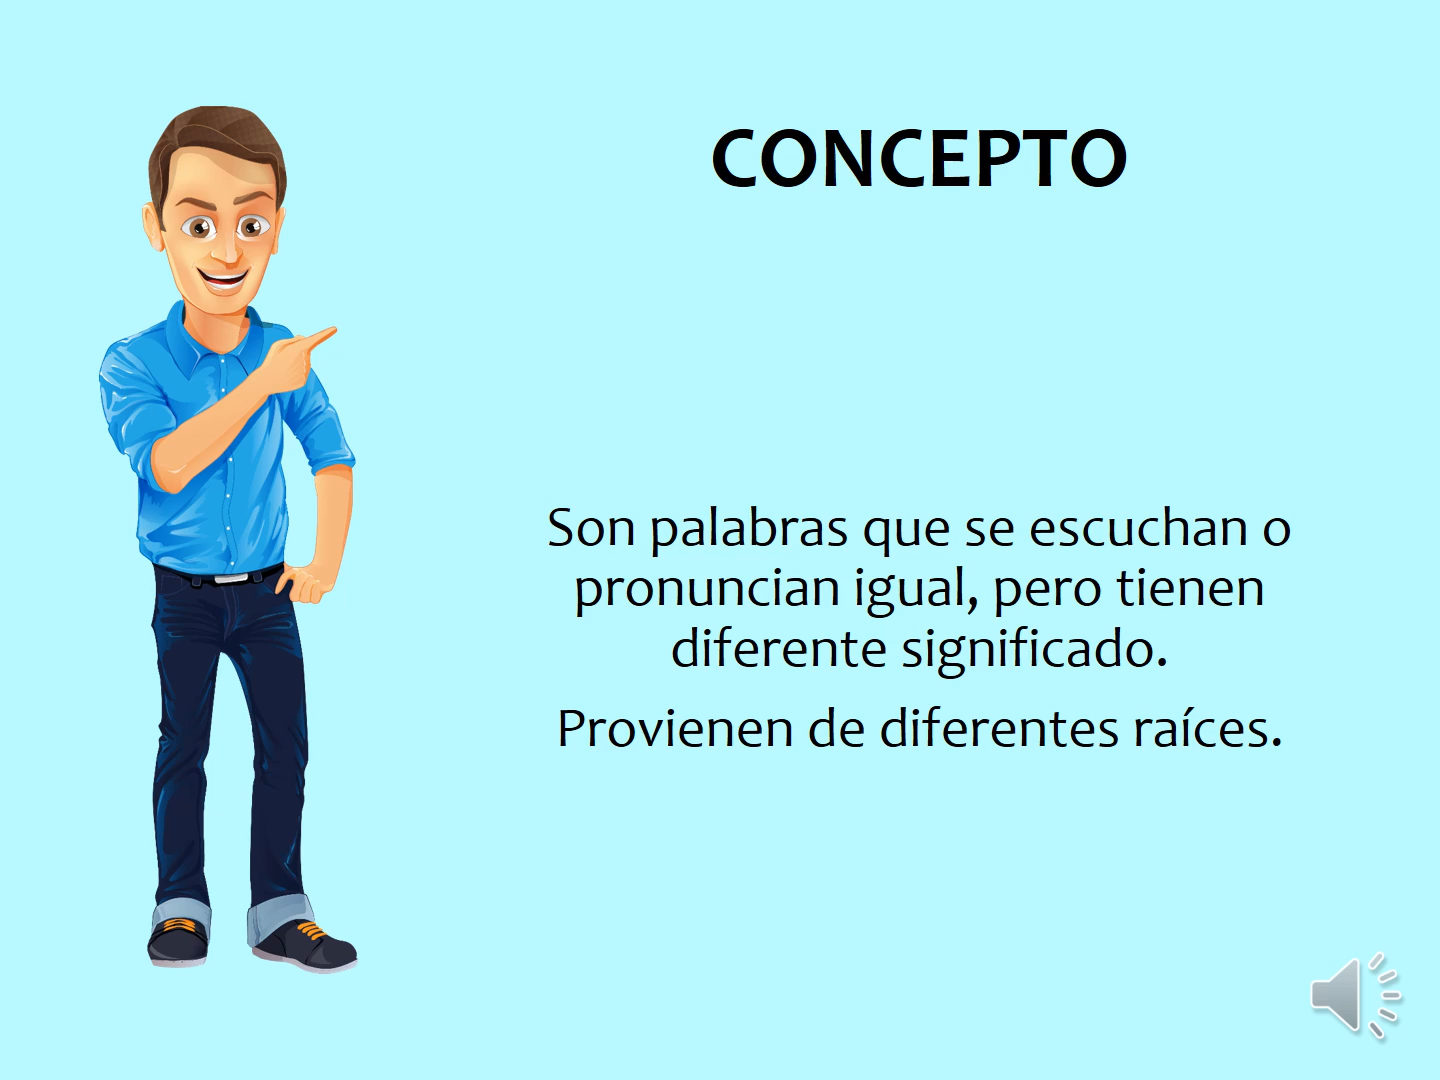 CONCEPTO
Son palabras que se escuchan o
pronuncian igual, pero tienen
diferente significado.
Provienen de diferentes raíces.